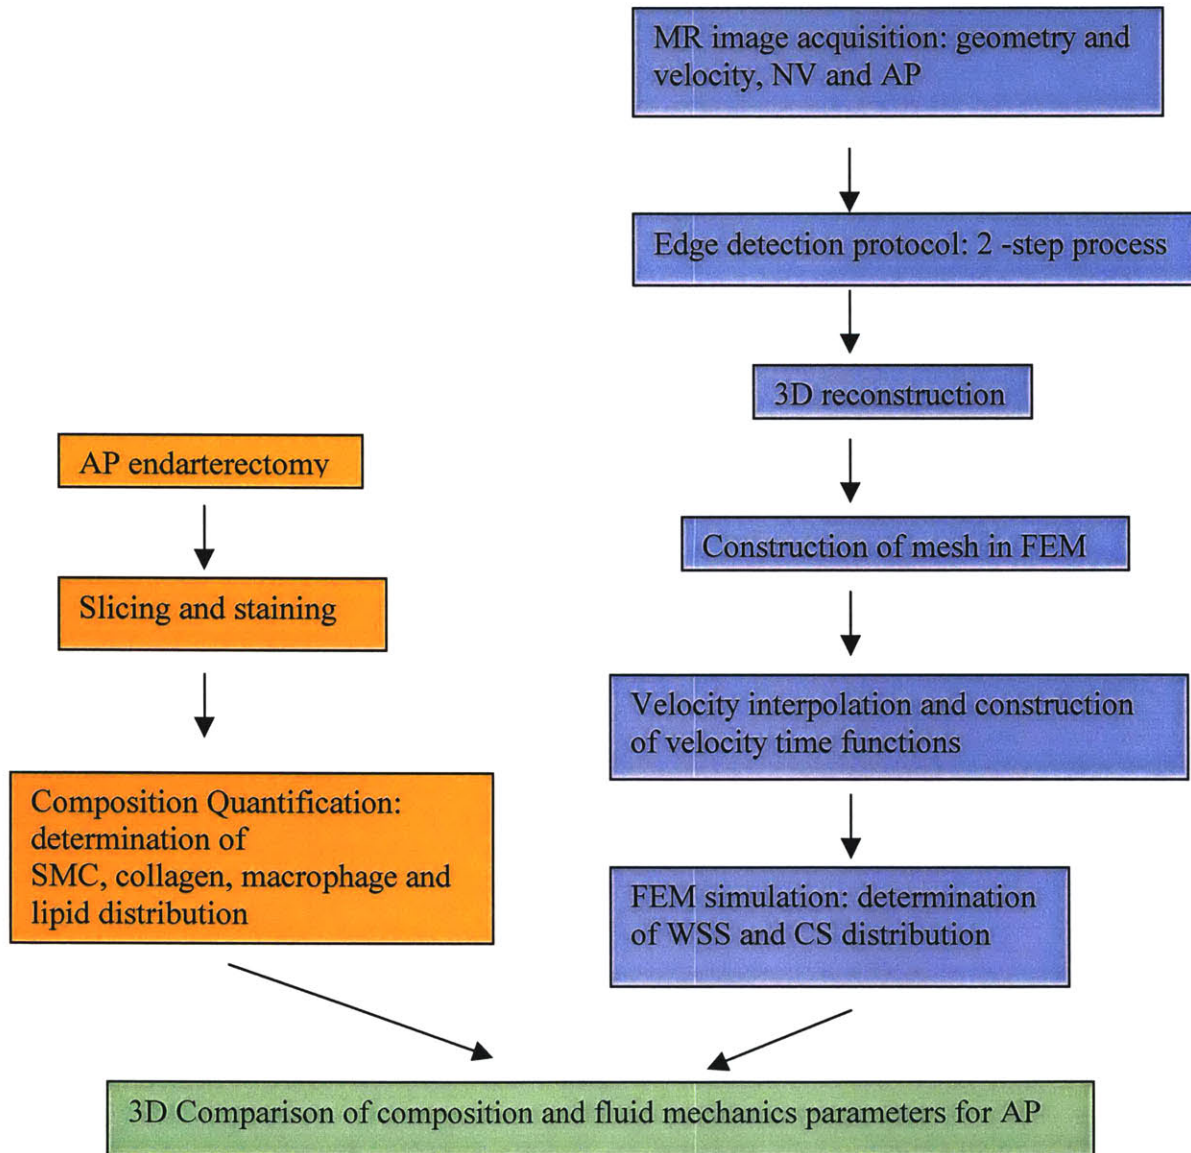 MR image acquisition: geometry and
velocity, NV and AP
Edge detection protocol: 2 -step process
3D reconstruction
AP endarterectomy
Construction of mesh in FEM
Slicing and staining
Velocity interpolation and construction
of velocity time functions
Composition Quantification:
determination of
SMC, collagen, macrophage and
lipid distribution
FEM simulation: determination
of WSS and CS distribution
3D Comparison of composition and fluid mechanics parameters for AP